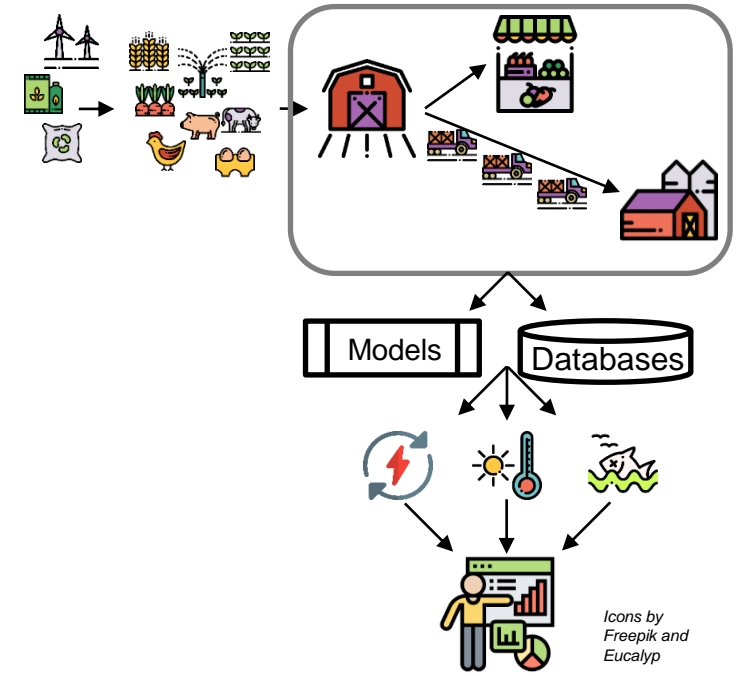 Models
Databases
Icons by
Freepik and
Eucalyp